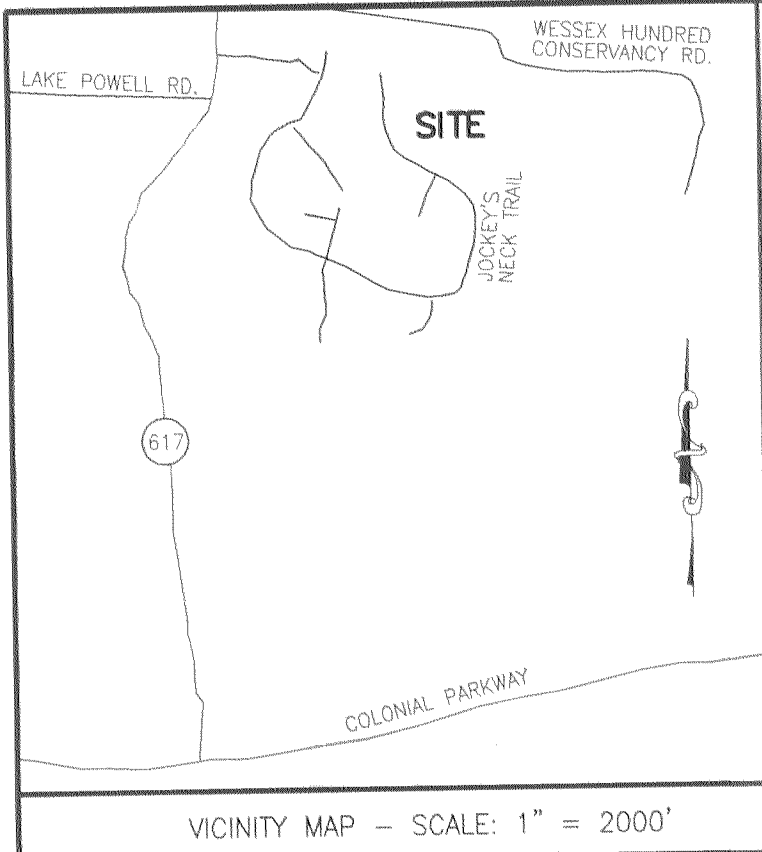 WESSEX HUNDRED
CONSERVANCY RD.
LAKE POWELL RD.
SITE
JOCKEY'S
NECK TRAIL
617
COLONIAL PARKWAY
VICINITY MAP – SCALE: 1" = 2000'